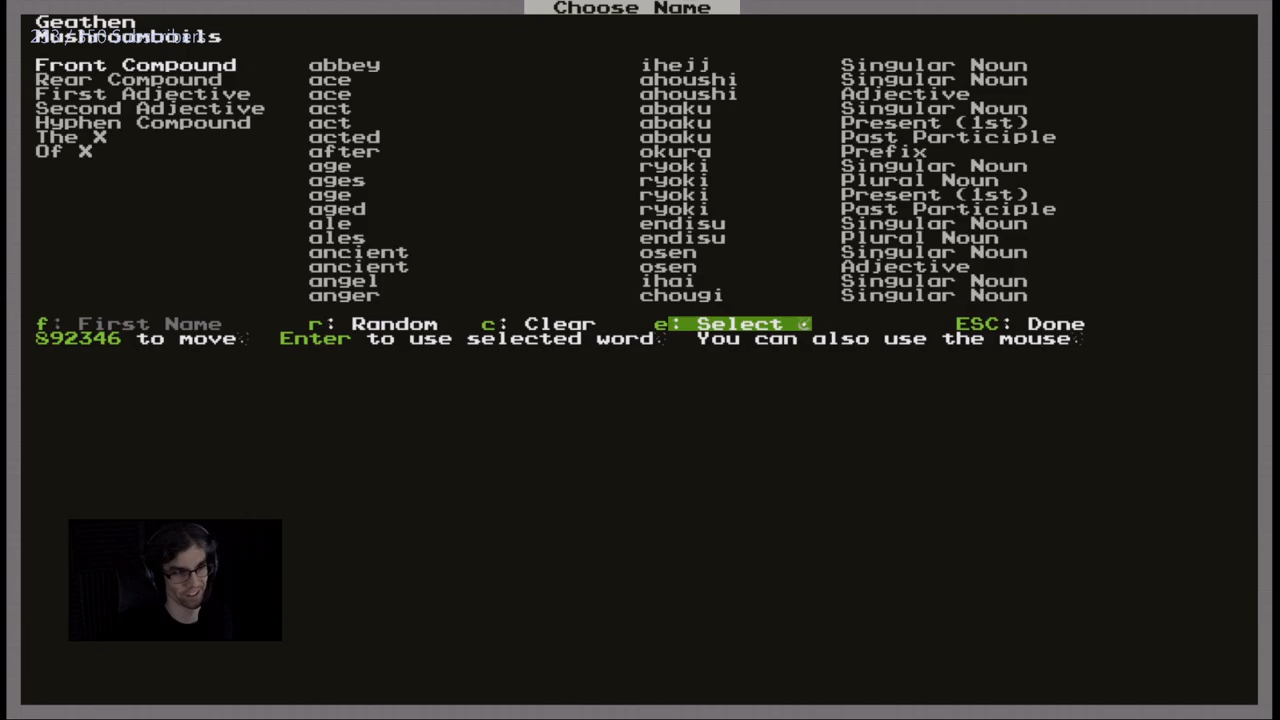 Choose Name
Geathen
Front Compound abbey ihejj Singular Noun
Rear Compound ace ahoushi Singular Noun
First Adjective ace ahoushi Adjective
Second Adjective act abaku Singular Noun
Hyphen Compound act abaku Present (1st)
The X acted abaku Past Participle
Of X after okura Prefix
age ryoki Singular Noun
ages ryoki Plural Noun
age ryoki Present (1st)
aged ryoki Past Participle
ale endisu Singular Noun
ales endisu Plural Noun
ancient osen Singular Noun
ancient osen Adjective
angel ihai Singular Noun
anger chougi Singular Noun
f: First Name r: Random c: Clear e: Select ESC: Done
892346 to move. Enter to use selected word. You can also use the mouse.